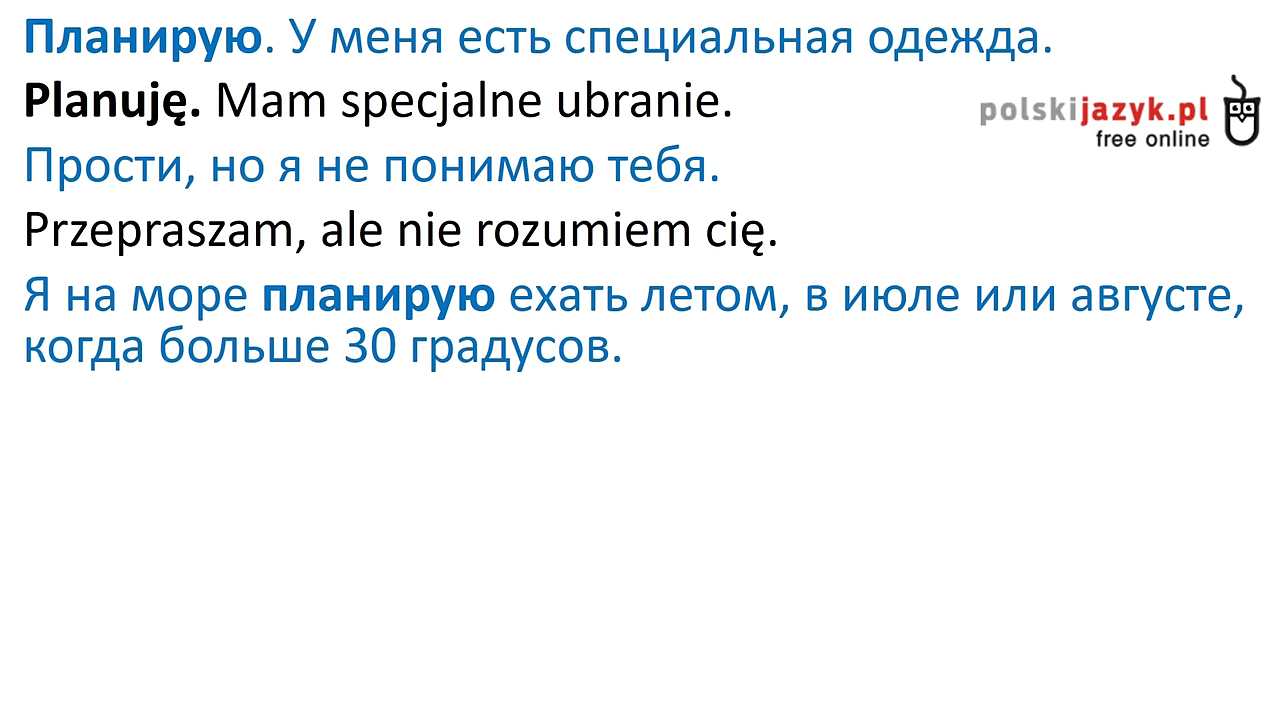 Планирую. У меня есть специальная одежда.
Planuję. Mam specjalne ubranie.
polskijazyk.pl
free online
Прости, но я не понимаю тебя.
Przepraszam, ale nie rozumiem cię.
Я на море планирую ехать летом, в июле или августе,
когда больше 30 градусов.